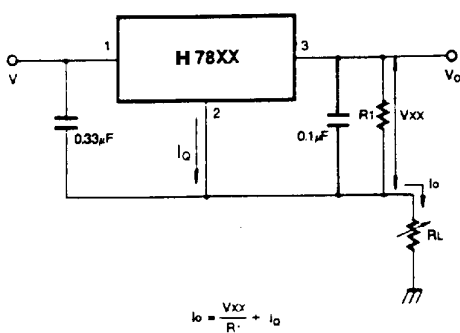 1
H 78XX
3
V
Vo
2
0.33µF
IQ
0.1µF
R1
VXX
Io
RL
Io = VXX / R1 + IQ